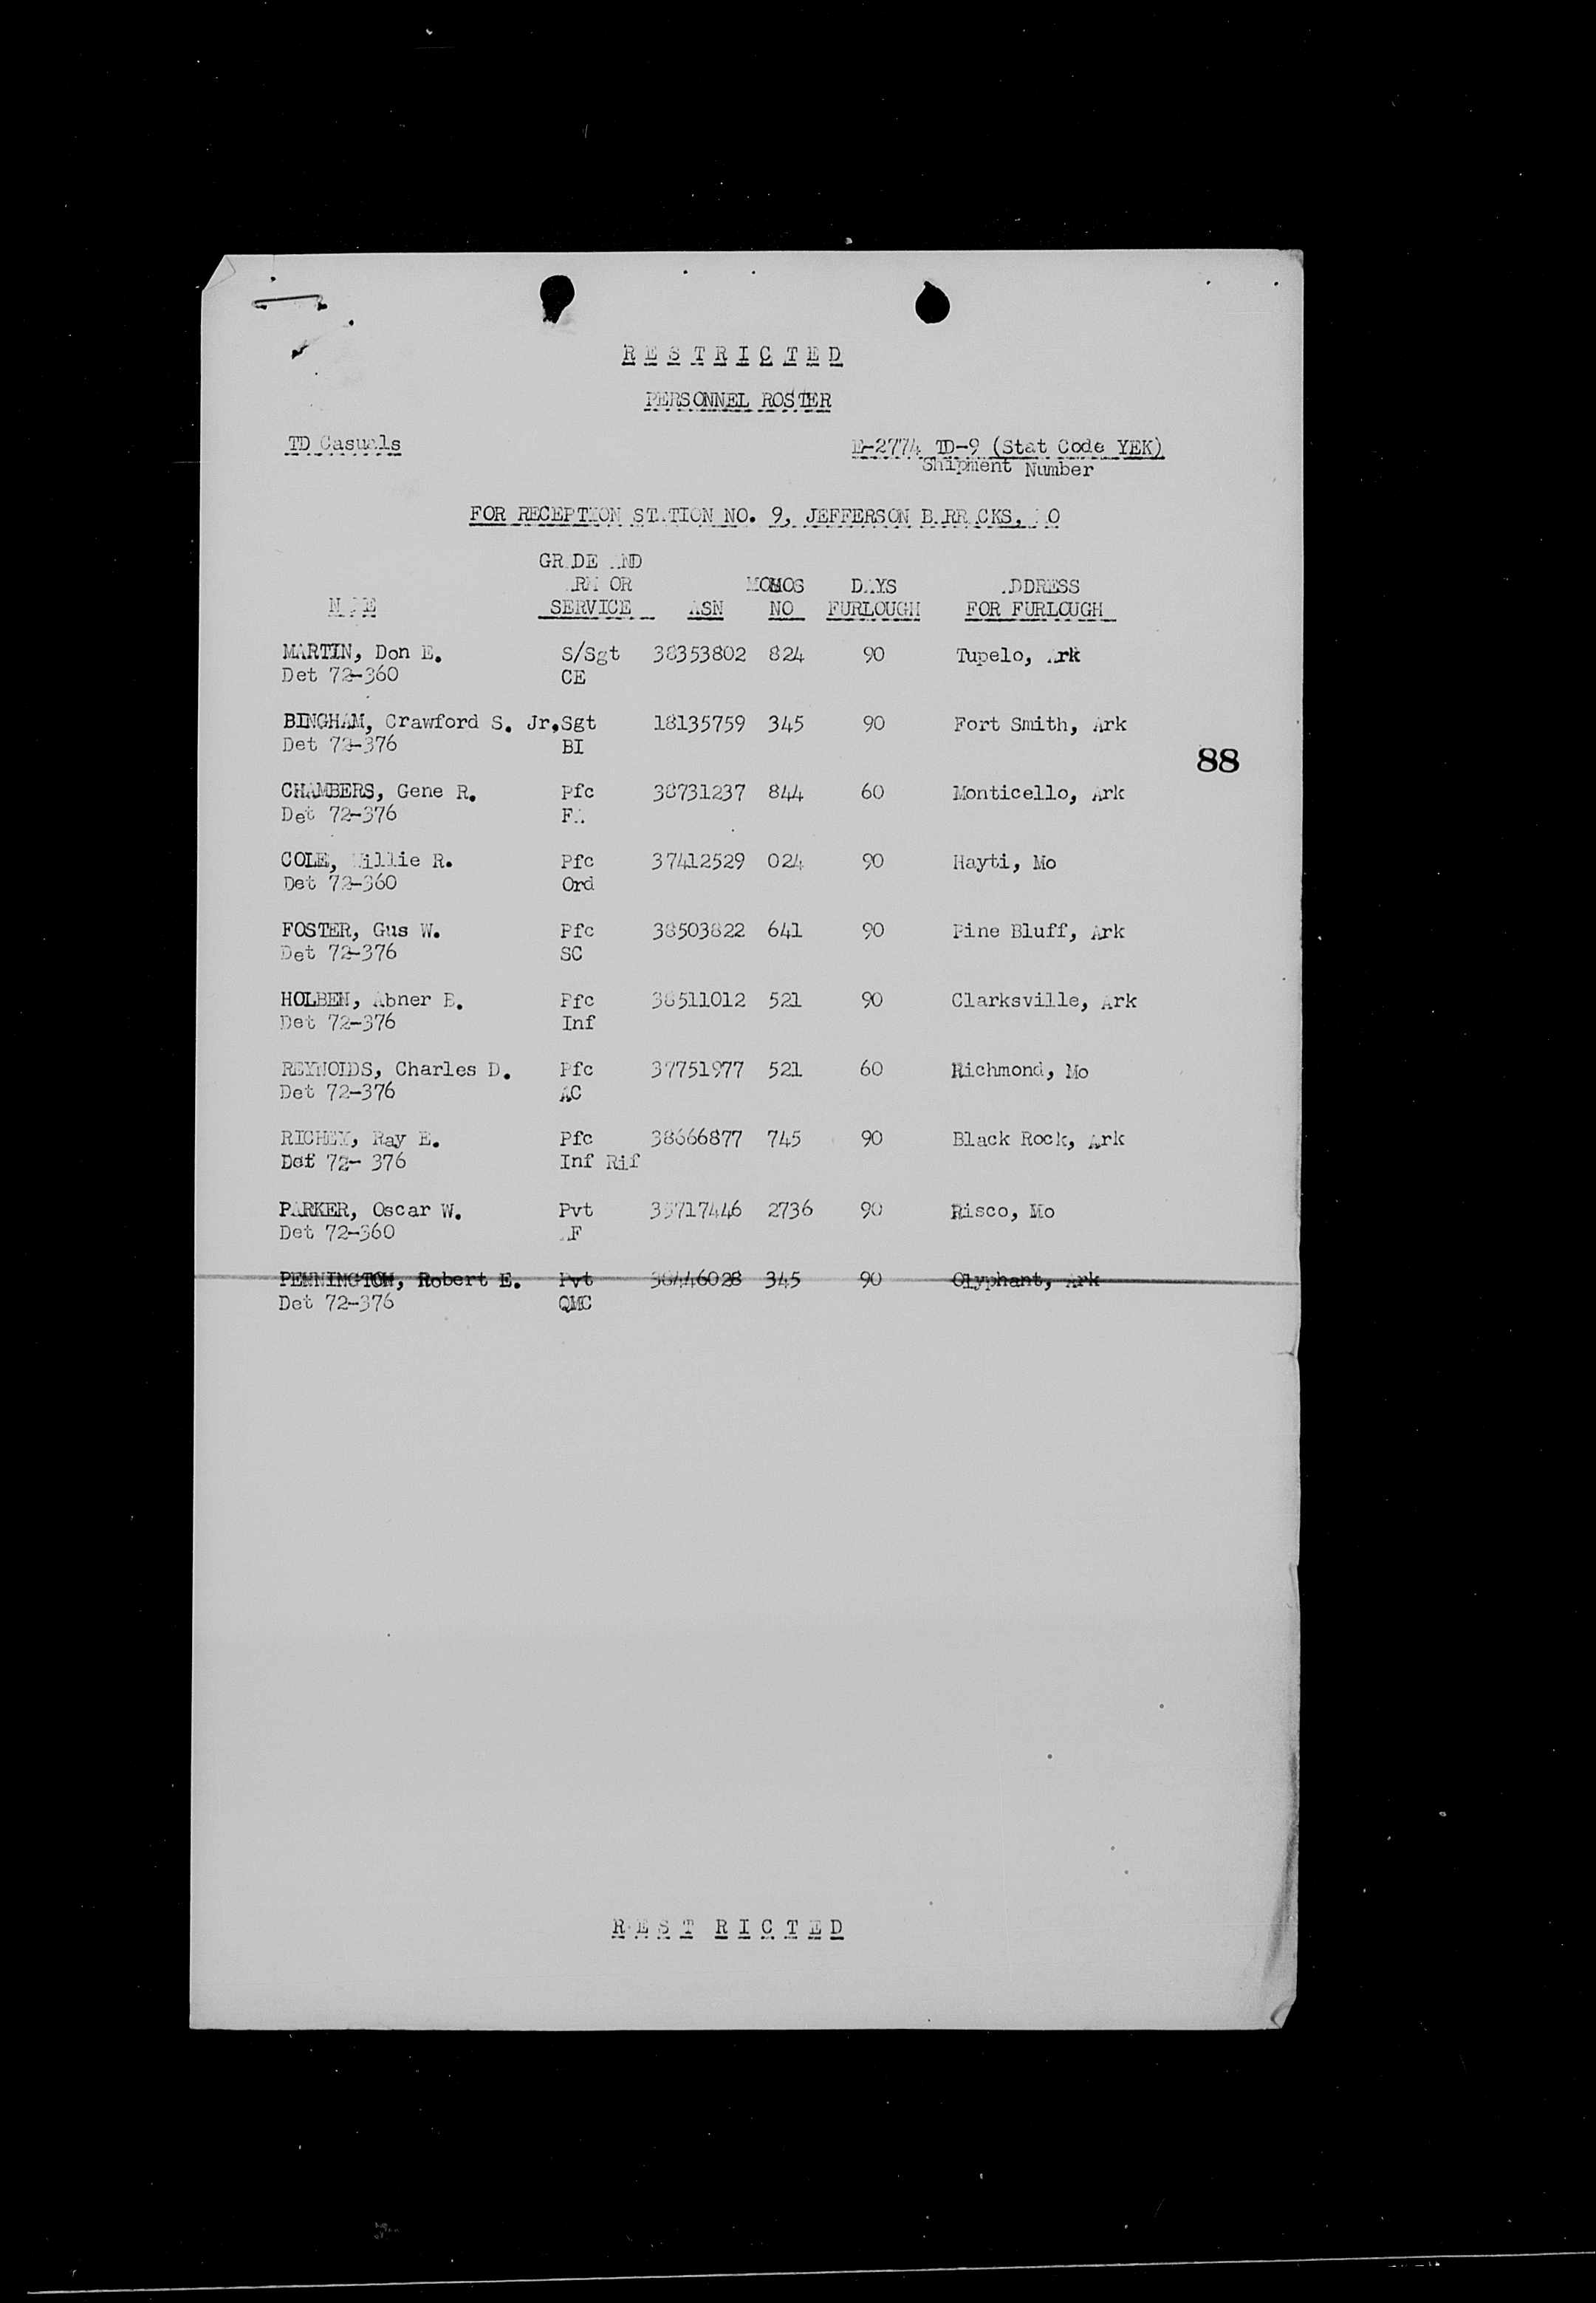 RESTRICTED
PERSONNEL ROSTER
TD Casuals E-2774 TD-9 (Stat Code YEK)
Shipment Number
FOR RECEPTION STATION NO. 9, JEFFERSON BARRACKS, MO
GRADE AND
ARM OR MOS DAYS ADDRESS
NAME SERVICE ASN NO FURLOUGH FOR FURLOUGH
MARTIN, Don E. S/Sgt 38353802 824 90 Tupelo, Ark
Det 72-360 CE
BINGHAM, Crawford S. Jr, Sgt 18135759 345 90 Fort Smith, Ark
Det 72-376 BI
88
CHAMBERS, Gene R. Pfc 38731237 844 60 Monticello, Ark
Det 72-376 FA
COLE, Willie R. Pfc 37412529 024 90 Hayti, Mo
Det 72-360 Ord
FOSTER, Gus W. Pfc 38503822 641 90 Pine Bluff, Ark
Det 72-376 SC
HOLBEN, Abner B. Pfc 38511012 521 90 Clarksville, Ark
Det 72-376 Inf
REYNOLDS, Charles D. Pfc 37751977 521 60 Richmond, Mo
Det 72-376 AC
RICHEY, Ray E. Pfc 38666877 745 90 Black Rock, Ark
Det 72- 376 Inf Rif
PARKER, Oscar W. Pvt 2736 90 Risco, Mo
Det 72-360
PENNINGTON, Robert E. Pvt 38446028 345 90 Olyphant, Ark
Det 72-376 QMC
RESTRICTED